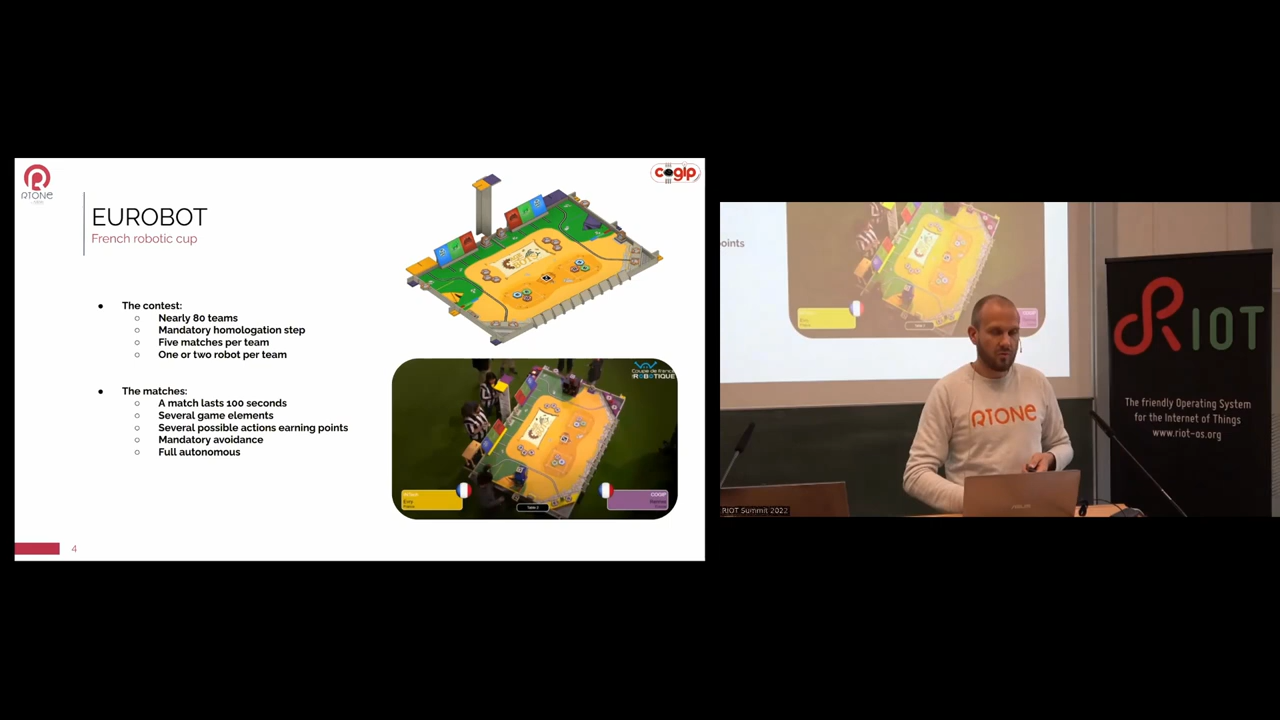 RTONE
cogip
EUROBOT
French robotic cup
● The contest:
○ Nearly 80 teams
○ Mandatory homologation step
○ Five matches per team
○ One or two robot per team
● The matches:
○ A match lasts 100 seconds
○ Several game elements
○ Several possible actions earning points
○ Mandatory avoidance
○ Full autonomous
Coupe de france
ROBOTIQUE
COGIP
Table 2
4
oints
RTONE
RIOT
The friendly Operating System
for the Internet of Things
www.riot-os.org
ASUS
RIOT Summit 2022